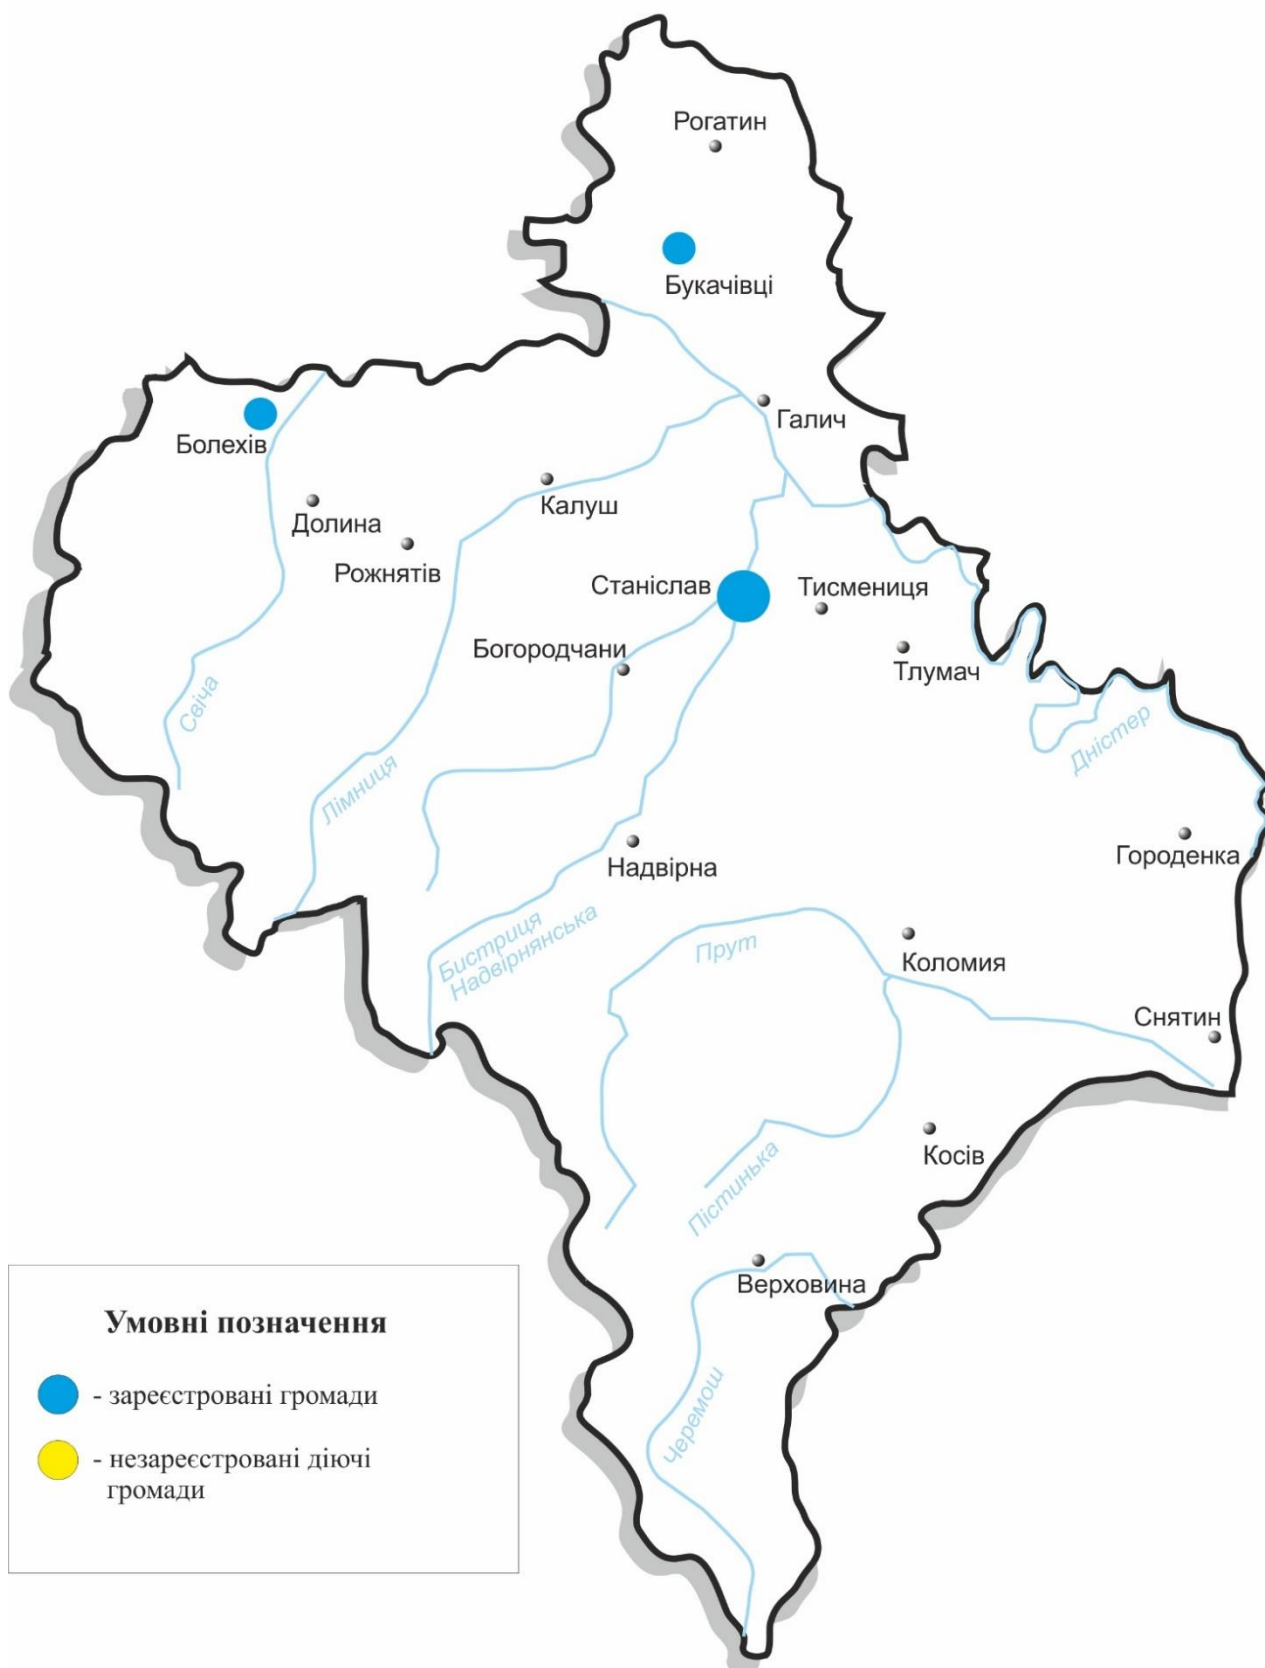 Рогатин
Букачівці
Галич
Болехів
Калуш
Долина
Рожнятів
Станіслав
Тисмениця
Богородчани
Тлумач
Свіча
Дністер
Лімниця
Городенка
Надвірна
Бистриця
Надвірнянська
Прут
Коломия
Снятин
Косів
Пістинька
Верховина
Черемош
Умовні позначення
- зареєстровані громади
- незареєстровані діючі
громади